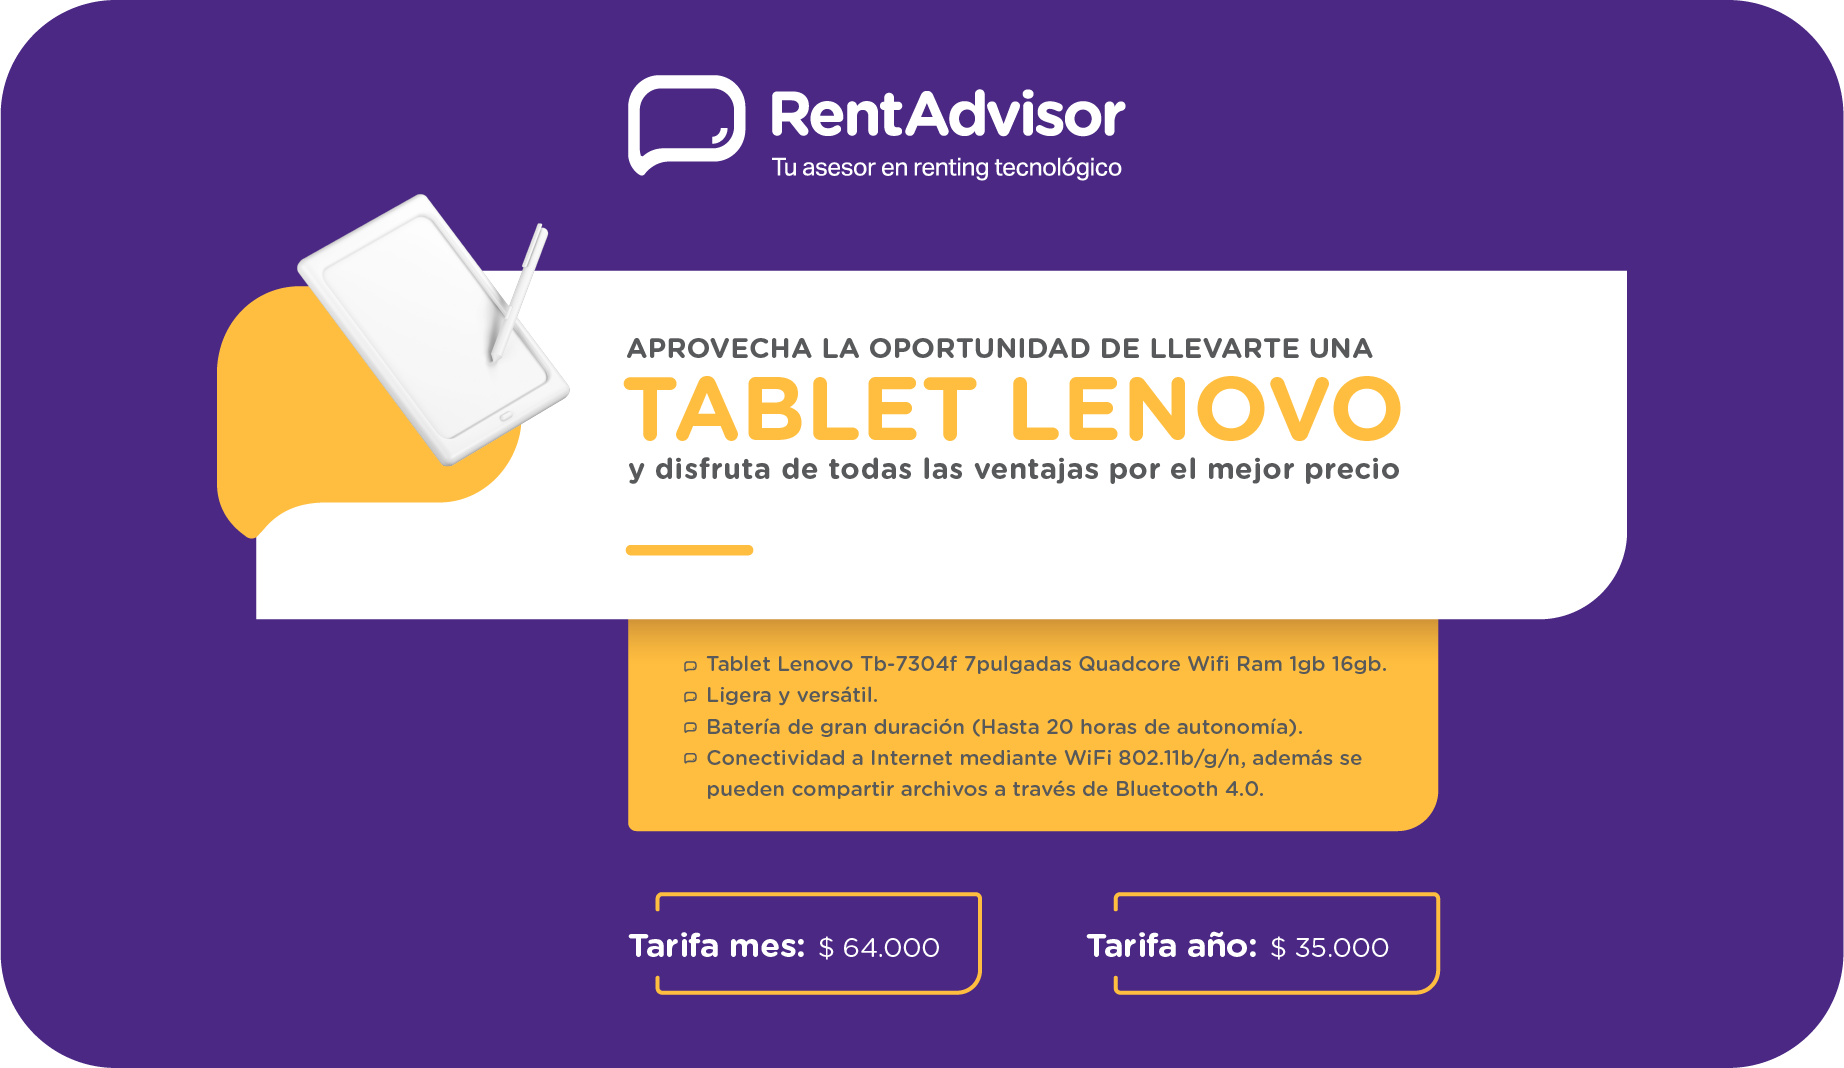 RentAdvisor
Tu asesor en renting tecnológico
APROVECHA LA OPORTUNIDAD DE LLEVARTE UNA
TABLET LENOVO
y disfruta de todas las ventajas por el mejor precio
Tablet Lenovo Tb-7304f 7pulgadas Quadcore Wifi Ram 1gb 16gb.
Ligera y versátil.
Batería de gran duración (Hasta 20 horas de autonomía).
Conectividad a Internet mediante WiFi 802.11b/g/n, además se
pueden compartir archivos a través de Bluetooth 4.0.
Tarifa mes: $ 64.000
Tarifa año: $ 35.000